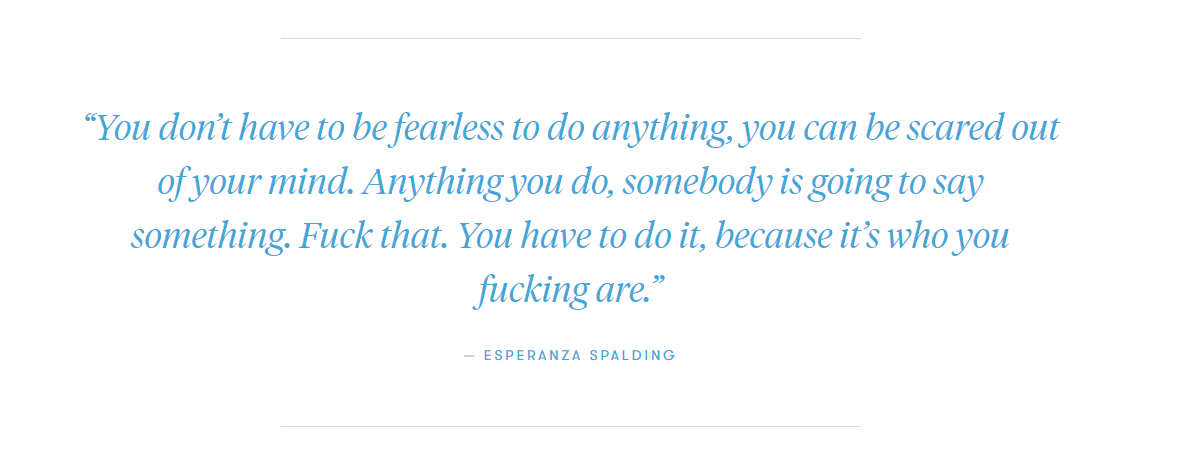 “You don’t have to be fearless to do anything, you can be scared out
of your mind. Anything you do, somebody is going to say
something. Fuck that. You have to do it, because it’s who you
fucking are.”
— ESPERANZA SPALDING